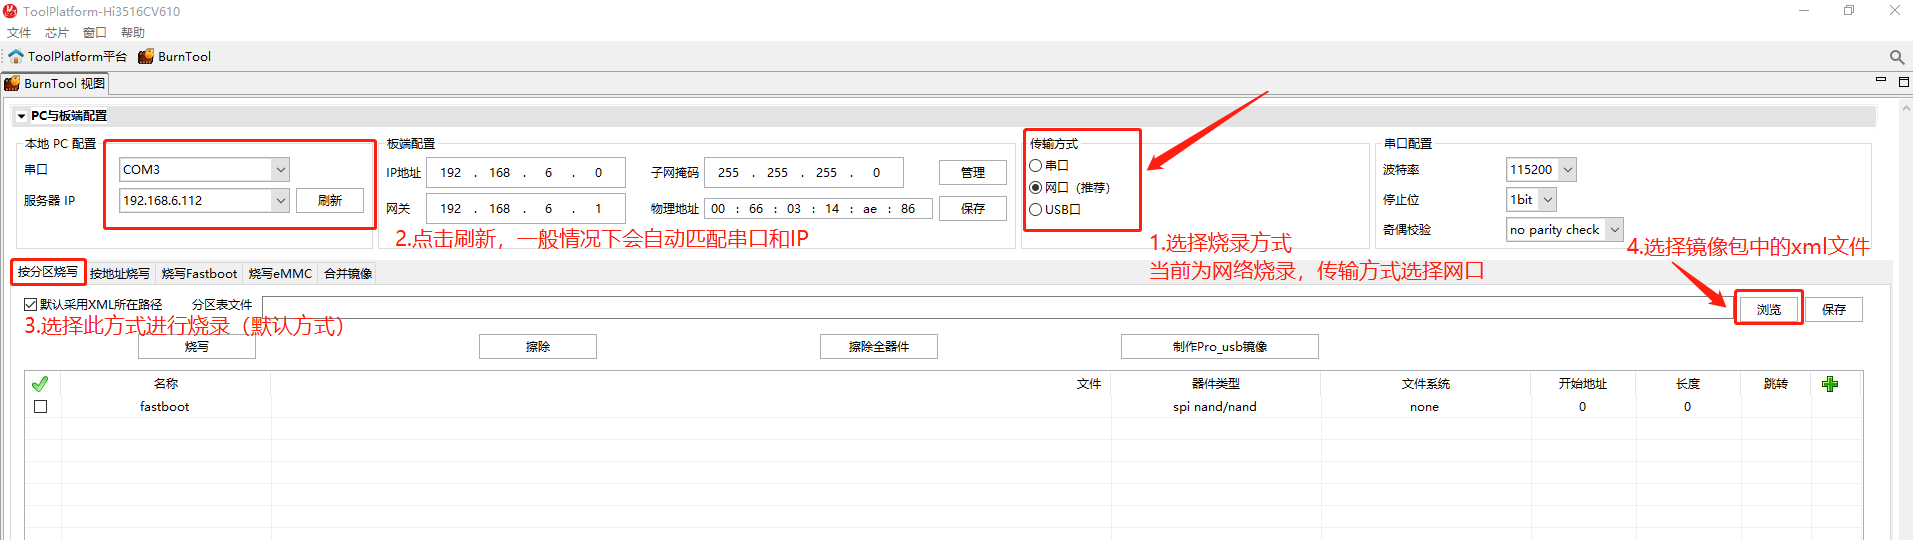 ToolPlatform-Hi3516CV610
文件 芯片 窗口 帮助
ToolPlatform平台 BurnTool
BurnTool 视图
PC与板端配置
本地 PC 配置
串口 COM3
服务器 IP 192.168.6.112 刷新
板端配置
IP地址 192 . 168 . 6 . 0 子网掩码 255 . 255 . 255 . 0 管理
网关 192 . 168 . 6 . 1 物理地址 00 : 66 : 03 : 14 : ae : 86 保存
传输方式
串口
网口（推荐）
USB口
串口配置
波特率 115200
停止位 1bit
奇偶校验 no parity check
2.点击刷新，一般情况下会自动匹配串口和IP
1.选择烧录方式
当前为网络烧录，传输方式选择网口
4.选择镜像包中的xml文件
按分区烧写 按地址烧写 烧写Fastboot 烧写eMMC 合并镜像
默认采用XML所在路径 分区表文件 浏览 保存
3.选择此方式进行烧录（默认方式）
烧写 擦除 擦除全器件 制作Pro_usb镜像
名称 文件 器件类型 文件系统 开始地址 长度 跳转
fastboot spi nand/nand none 0 0